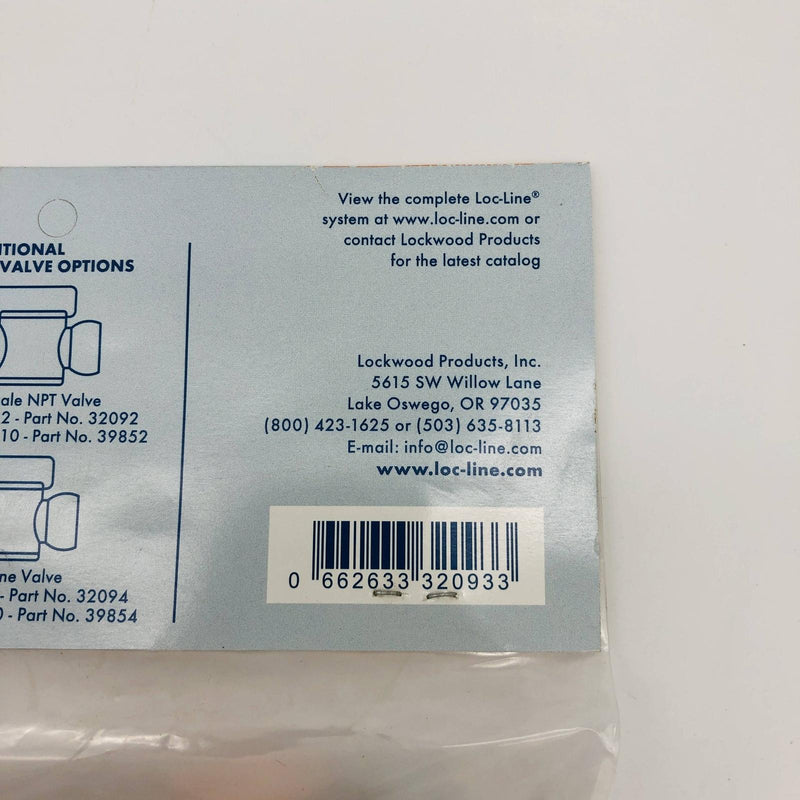 ITIONAL
VALVE OPTIONS
ale NPT Valve
2 - Part No. 32092
10 - Part No. 39852
ne Valve
- Part No. 32094
0 - Part No. 39854
View the complete Loc-Line®
system at www.loc-line.com or
contact Lockwood Products
for the latest catalog
Lockwood Products, Inc.
5615 SW Willow Lane
Lake Oswego, OR 97035
(800) 423-1625 or (503) 635-8113
E-mail: info@loc-line.com
www.loc-line.com
0 662633 320933